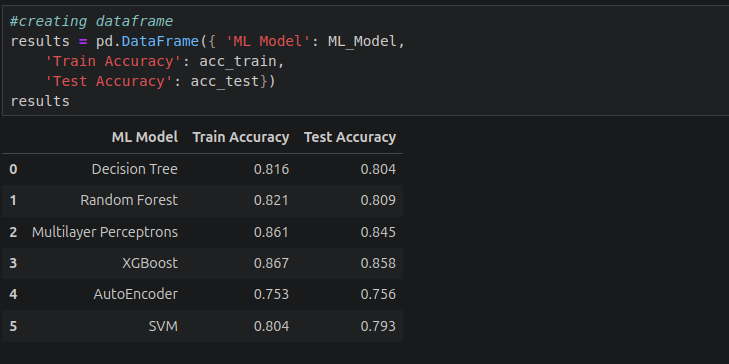 #creating dataframe
results = pd.DataFrame({ 'ML Model': ML_Model,
    'Train Accuracy': acc_train,
    'Test Accuracy': acc_test})
results
ML Model Train Accuracy Test Accuracy
0 Decision Tree 0.816 0.804
1 Random Forest 0.821 0.809
2 Multilayer Perceptrons 0.861 0.845
3 XGBoost 0.867 0.858
4 AutoEncoder 0.753 0.756
5 SVM 0.804 0.793